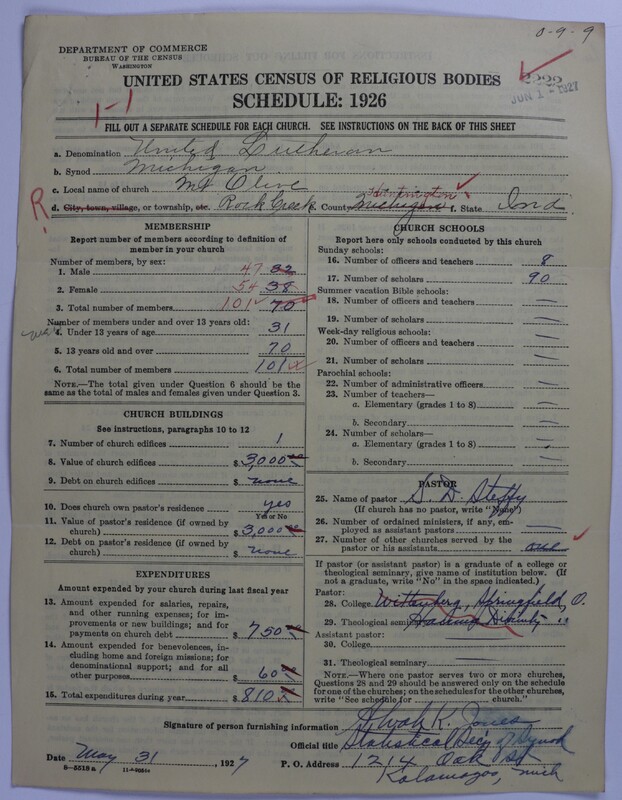 0-9-9
DEPARTMENT OF COMMERCE
BUREAU OF THE CENSUS
WASHINGTON
UNITED STATES CENSUS OF RELIGIOUS BODIES
SCHEDULE: 1926
JUN 1 1927
1-1
FILL OUT A SEPARATE SCHEDULE FOR EACH CHURCH. SEE INSTRUCTIONS ON THE BACK OF THIS SHEET
a. Denomination United Lutheran
b. Synod Michigan
c. Local name of church Mt Olive
R
d. City, town, village, or township, etc. Rock Creek County Michigan Huntington f. State Ind
MEMBERSHIP
Report number of members according to definition of member in your church
Number of members, by sex:
1. Male 47 32
2. Female 54 38
3. Total number of members 101 70
Number of members under and over 13 years old:
4. Under 13 years of age 31
5. 13 years old and over 70
6. Total number of members 101
NOTE.—The total given under Question 6 should be the same as the total of males and females given under Question 3.
CHURCH BUILDINGS
See instructions, paragraphs 10 to 12
7. Number of church edifices 1
8. Value of church edifices $ 3,000
9. Debt on church edifices $ none
10. Does church own pastor's residence yes
Yes or No
11. Value of pastor's residence (if owned by church) $ 3,000
12. Debt on pastor's residence (if owned by church) $ none
EXPENDITURES
Amount expended by your church during last fiscal year
13. Amount expended for salaries, repairs, and other running expenses; for improvements or new buildings; and for payments on church debt $ 750
14. Amount expended for benevolences, including home and foreign missions; for denominational support; and for all other purposes $ 60
15. Total expenditures during year $ 810
CHURCH SCHOOLS
Report here only schools conducted by this church
Sunday schools:
16. Number of officers and teachers 8
17. Number of scholars 90
Summer vacation Bible schools:
18. Number of officers and teachers —
19. Number of scholars —
Week-day religious schools:
20. Number of officers and teachers —
21. Number of scholars —
Parochial schools:
22. Number of administrative officers —
23. Number of teachers—
a. Elementary (grades 1 to 8) —
b. Secondary —
24. Number of scholars—
a. Elementary (grades 1 to 8)
b. Secondary —
PASTOR
25. Name of pastor S. D. Steffy
(If church has no pastor, write "None")
26. Number of ordained ministers, if any, employed as assistant pastors —
27. Number of other churches served by the pastor or his assistants
If pastor (or assistant pastor) is a graduate of a college or theological seminary, give name of institution below. (If not a graduate, write "No" in the space indicated.)
Pastor:
28. College Wittenberg, Springfield, O.
29. Theological seminary Divinity "
Assistant pastor:
30. College
31. Theological seminary —
NOTE.—Where one pastor serves two or more churches, Questions 28 and 29 should be answered only on the schedule for one of the churches; on the schedules for the other churches, write "See schedule for church."
Signature of person furnishing information Alvah K. Jones
Official title Statistical Sec'y of Synod
Date May 31, 1927
P. O. Address 1214 Oak St
Kalamazoo, Mich
8-5518 a